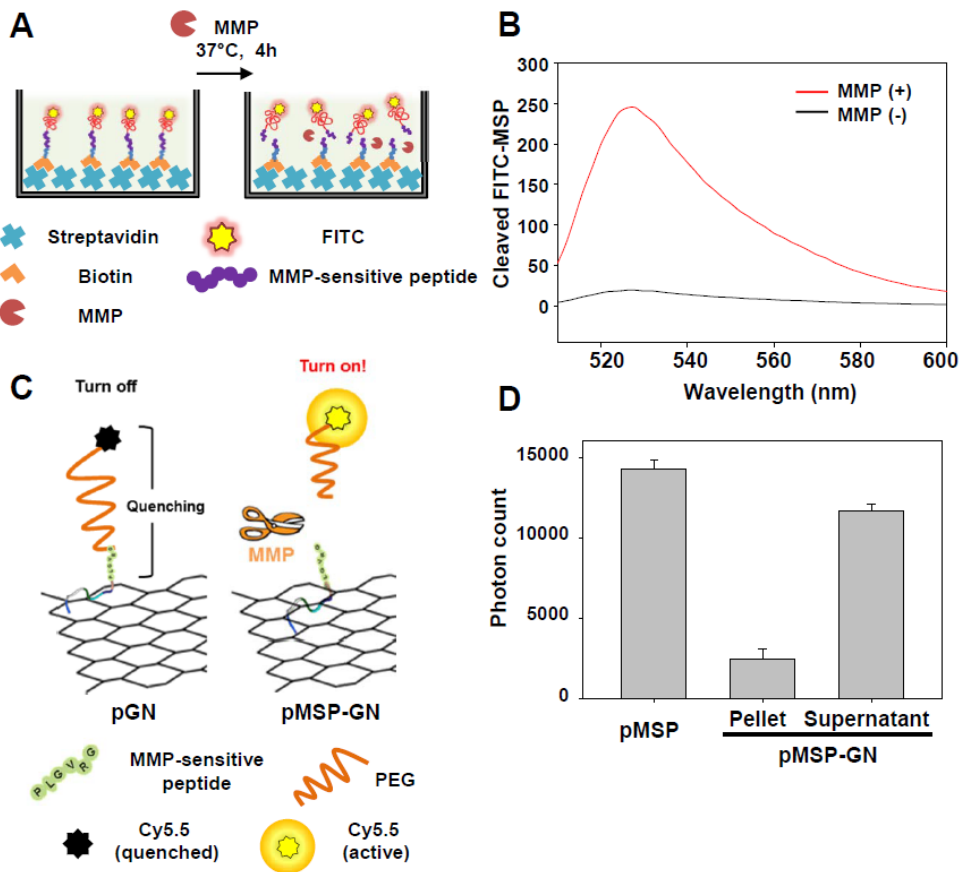 A
MMP
37°C, 4h
Streptavidin
FITC
Biotin
MMP-sensitive peptide
MMP
B
300
250
200
150
100
50
0
Cleaved FITC-MSP
MMP (+)
MMP (-)
520
540
560
580
600
Wavelength (nm)
C
Turn off
Turn on!
Quenching
MMP
pGN
pMSP-GN
P L G V R G
MMP-sensitive
peptide
PEG
Cy5.5
(quenched)
Cy5.5
(active)
D
15000
10000
5000
0
Photon count
pMSP
Pellet
Supernatant
pMSP-GN